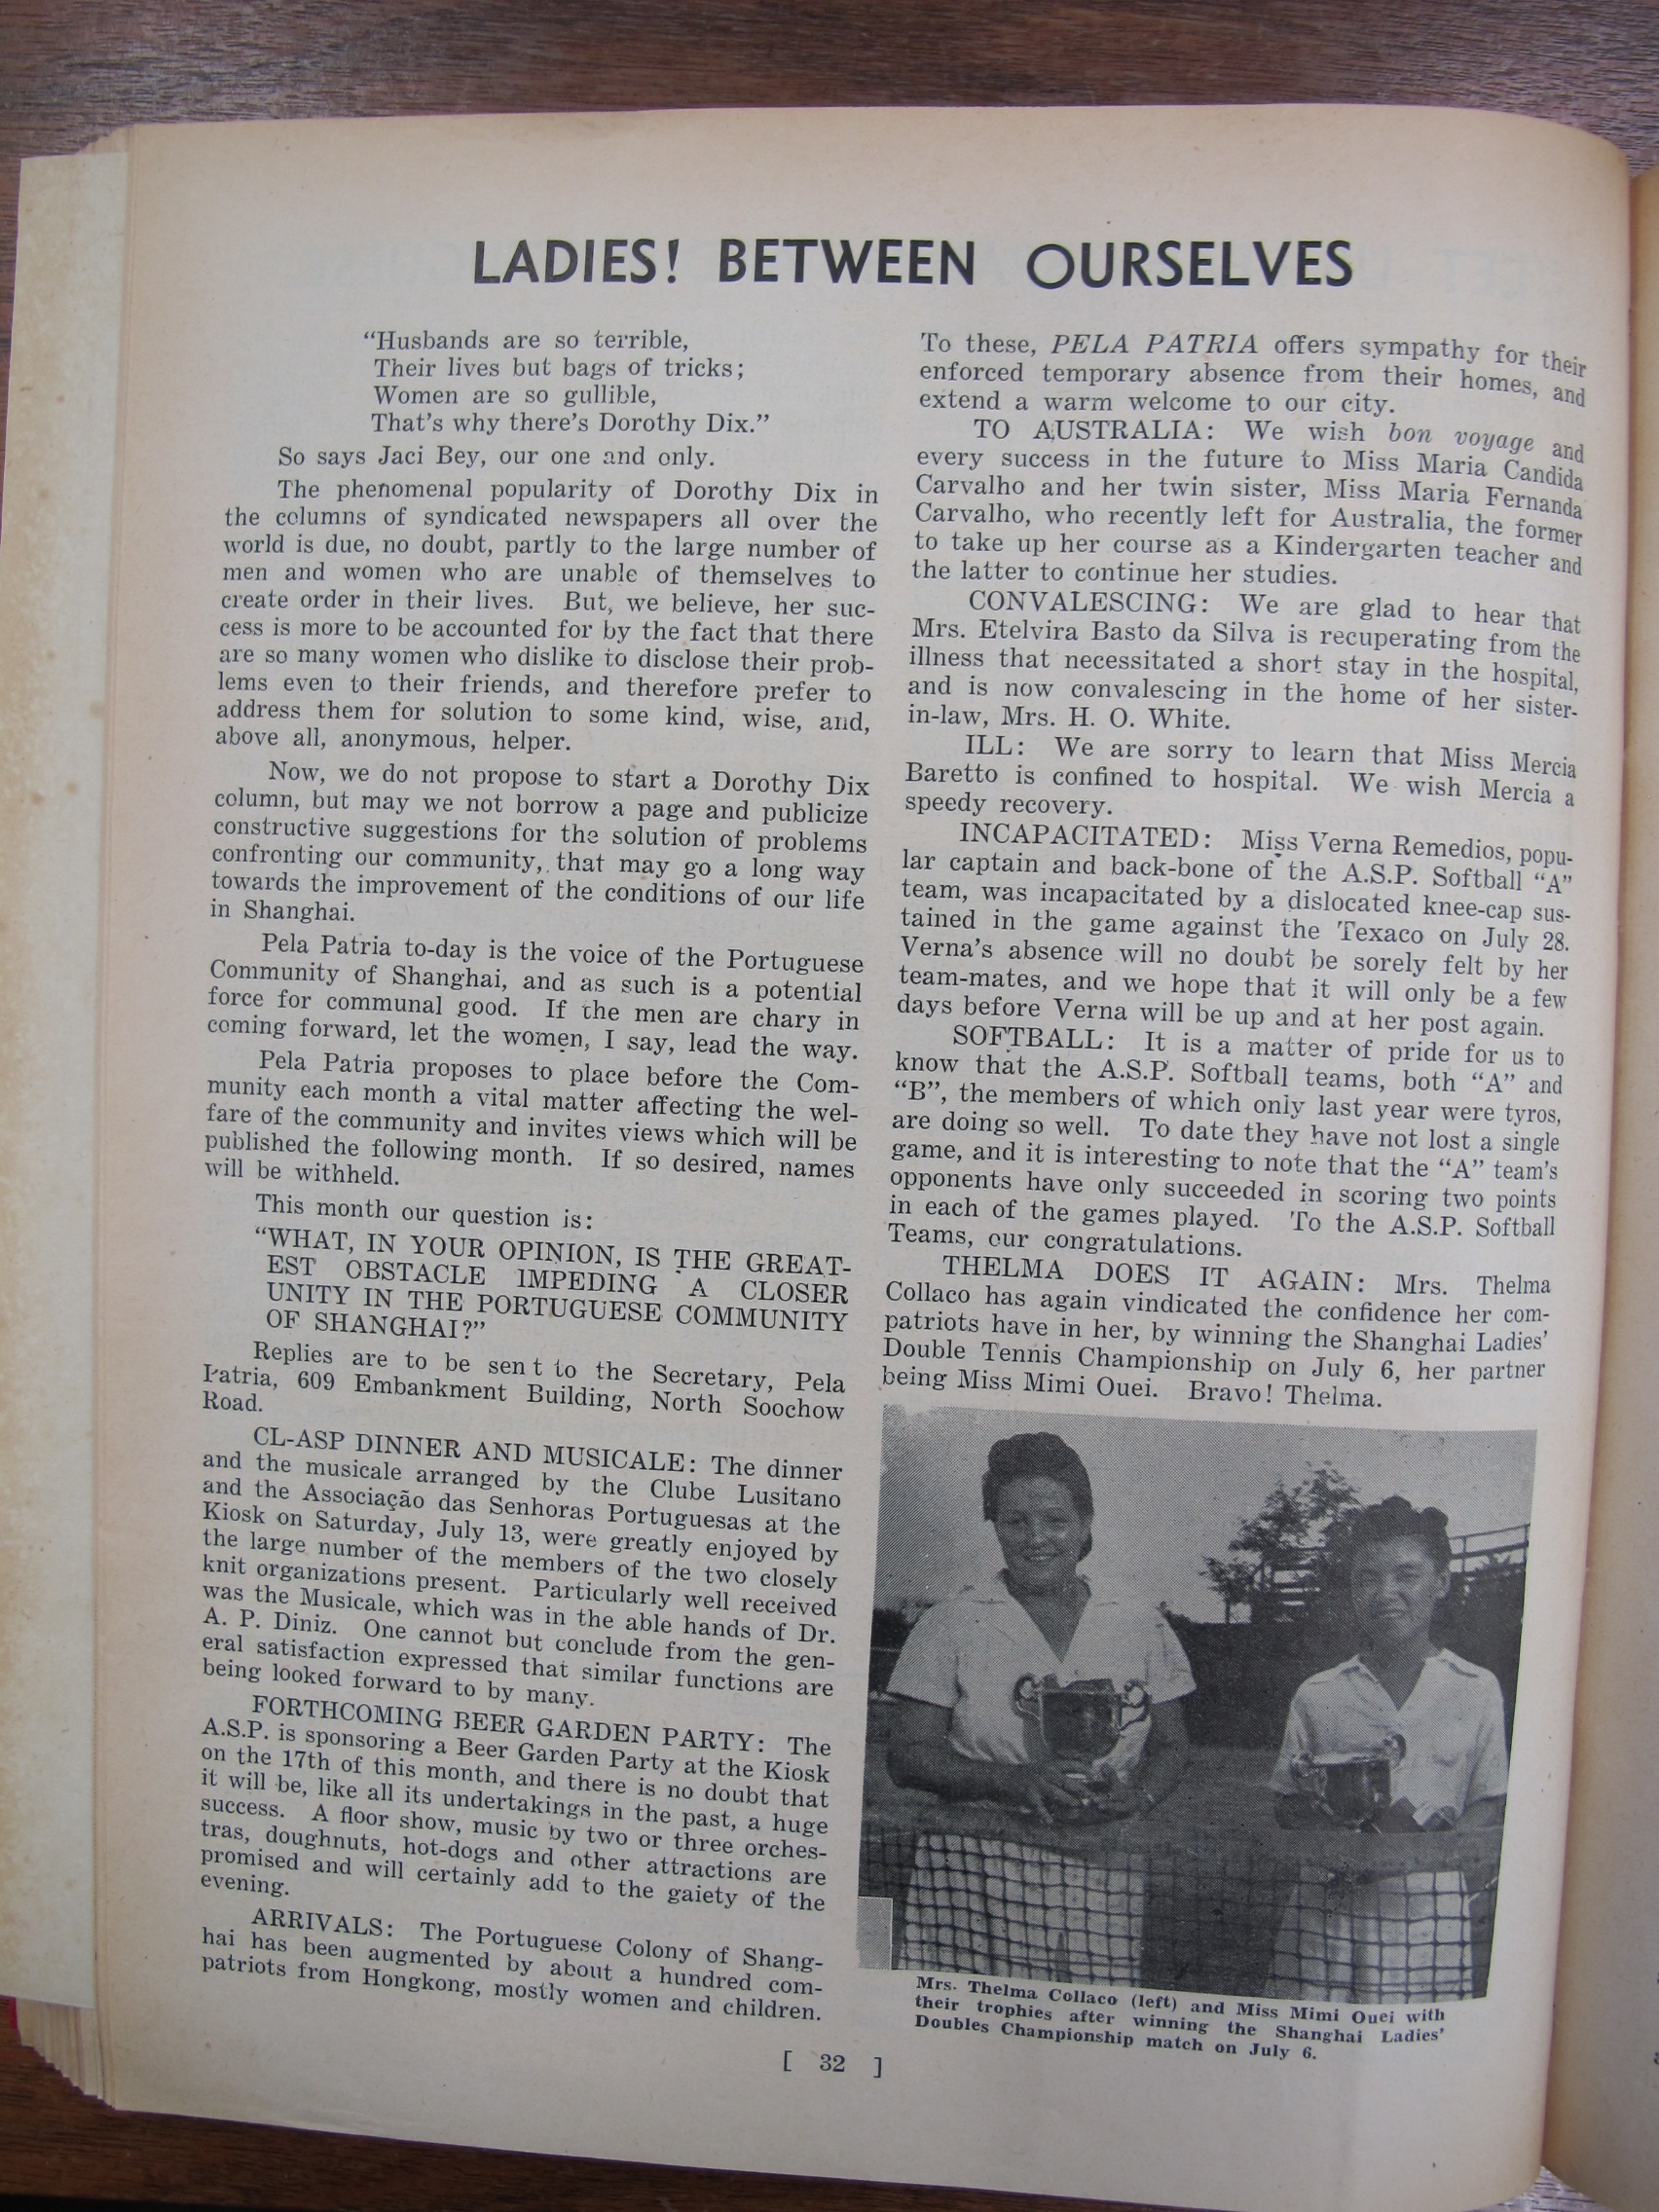 LADIES! BETWEEN OURSELVES
"Husbands are so terrible,
Their lives but bags of tricks;
Women are so gullible,
That's why there's Dorothy Dix."
So says Jaci Bey, our one and only.
The phenomenal popularity of Dorothy Dix in
the columns of syndicated newspapers all over the
world is due, no doubt, partly to the large number of
men and women who are unable of themselves to
create order in their lives. But, we believe, her suc-
cess is more to be accounted for by the fact that there
are so many women who dislike to disclose their prob-
lems even to their friends, and therefore prefer to
address them for solution to some kind, wise, and,
above all, anonymous, helper.
Now, we do not propose to start a Dorothy Dix
column, but may we not borrow a page and publicize
constructive suggestions for the solution of problems
confronting our community, that may go a long way
towards the improvement of the conditions of our life
in Shanghai.
Pela Patria to-day is the voice of the Portuguese
Community of Shanghai, and as such is a potential
force for communal good. If the men are chary in
coming forward, let the women, I say, lead the way.
Pela Patria proposes to place before the Com-
munity each month a vital matter affecting the wel-
fare of the community and invites views which will be
published the following month. If so desired, names
will be withheld.
This month our question is:
"WHAT, IN YOUR OPINION, IS THE GREAT-
EST OBSTACLE IMPEDING A CLOSER
UNITY IN THE PORTUGUESE COMMUNITY
OF SHANGHAI?"
Replies are to be sent to the Secretary, Pela
Patria, 609 Embankment Building, North Soochow
Road.
CL-ASP DINNER AND MUSICALE: The dinner
and the musicale arranged by the Clube Lusitano
and the Associação das Senhoras Portuguesas at the
Kiosk on Saturday, July 13, were greatly enjoyed by
the large number of the members of the two closely
knit organizations present. Particularly well received
was the Musicale, which was in the able hands of Dr.
A. P. Diniz. One cannot but conclude from the gen-
eral satisfaction expressed that similar functions are
being looked forward to by many.
FORTHCOMING BEER GARDEN PARTY: The
A.S.P. is sponsoring a Beer Garden Party at the Kiosk
on the 17th of this month, and there is no doubt that
it will be, like all its undertakings in the past, a huge
success. A floor show, music by two or three orches-
tras, doughnuts, hot-dogs and other attractions are
promised and will certainly add to the gaiety of the
evening.
ARRIVALS: The Portuguese Colony of Shang-
hai has been augmented by about a hundred com-
patriots from Hongkong, mostly women and children.
To these, PELA PATRIA offers sympathy for their
enforced temporary absence from their homes, and
extend a warm welcome to our city.
TO AUSTRALIA: We wish bon voyage and
every success in the future to Miss Maria Candida
Carvalho and her twin sister, Miss Maria Fernanda
Carvalho, who recently left for Australia, the former
to take up her course as a Kindergarten teacher and
the latter to continue her studies.
CONVALESCING: We are glad to hear that
Mrs. Etelvira Basto da Silva is recuperating from the
illness that necessitated a short stay in the hospital,
and is now convalescing in the home of her sister-
in-law, Mrs. H. O. White.
ILL: We are sorry to learn that Miss Mercia
Baretto is confined to hospital. We wish Mercia a
speedy recovery.
INCAPACITATED: Miss Verna Remedios, popu-
lar captain and back-bone of the A.S.P. Softball "A"
team, was incapacitated by a dislocated knee-cap sus-
tained in the game against the Texaco on July 28.
Verna's absence will no doubt be sorely felt by her
team-mates, and we hope that it will only be a few
days before Verna will be up and at her post again.
SOFTBALL: It is a matter of pride for us to
know that the A.S.P. Softball teams, both "A" and
"B", the members of which only last year were tyros,
are doing so well. To date they have not lost a single
game, and it is interesting to note that the "A" team's
opponents have only succeeded in scoring two points
in each of the games played. To the A.S.P. Softball
Teams, our congratulations.
THELMA DOES IT AGAIN: Mrs. Thelma
Collaco has again vindicated the confidence her com-
patriots have in her, by winning the Shanghai Ladies'
Double Tennis Championship on July 6, her partner
being Miss Mimi Ouei. Bravo! Thelma.
Mrs. Thelma Collaco (left) and Miss Mimi Ouei with
their trophies after winning the Shanghai Ladies'
Doubles Championship match on July 6.
[ 32 ]